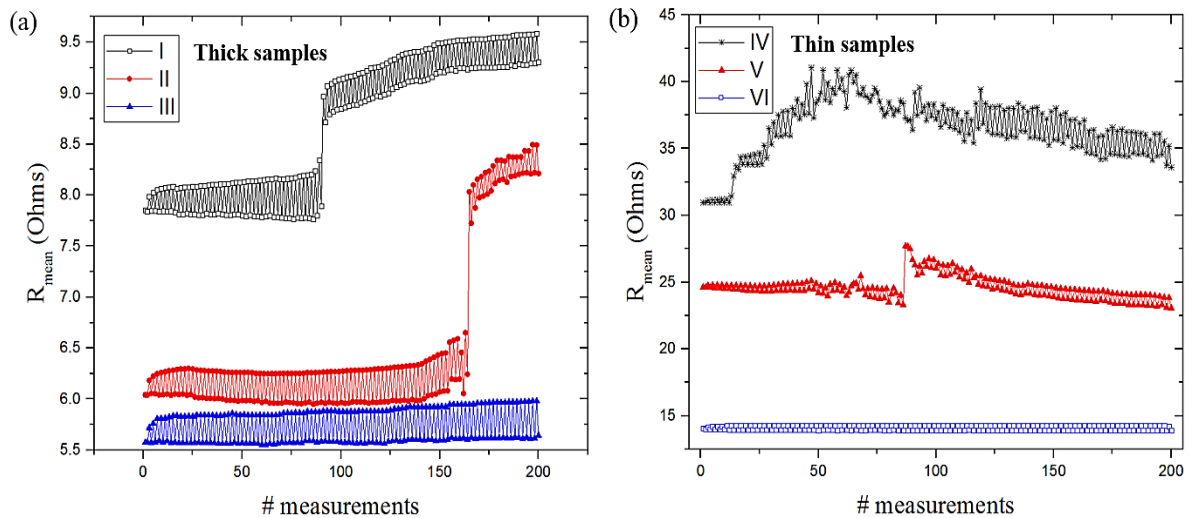 (a)
I
II
III
Thick samples
9.5
9.0
8.5
8.0
7.5
7.0
6.5
6.0
5.5
R_mean (Ohms)
0 50 100 150 200
# measurements
(b)
IV
V
VI
Thin samples
45
40
35
30
25
20
15
R_mean (Ohms)
0 50 100 150 200
# measurements